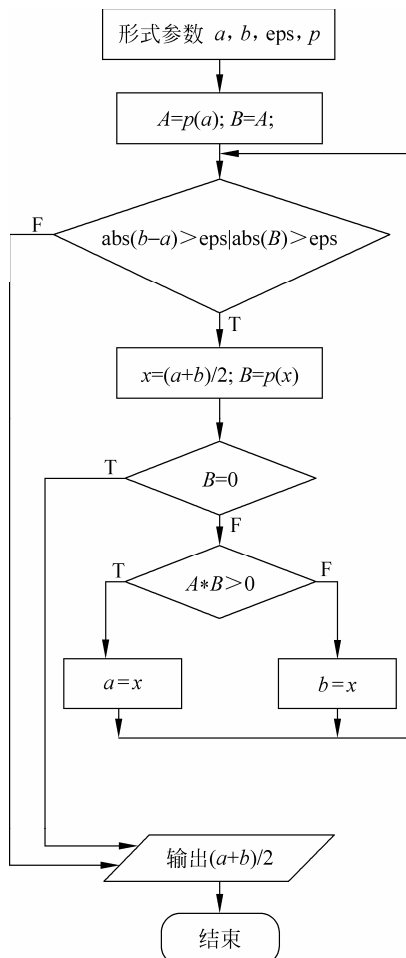 形式参数 a, b, eps, p
A=p(a); B=A;
F
abs(b−a)>eps|abs(B)>eps
T
x=(a+b)/2; B=p(x)
T
B=0
F
T
A*B>0
F
a=x
b=x
输出(a+b)/2
结束